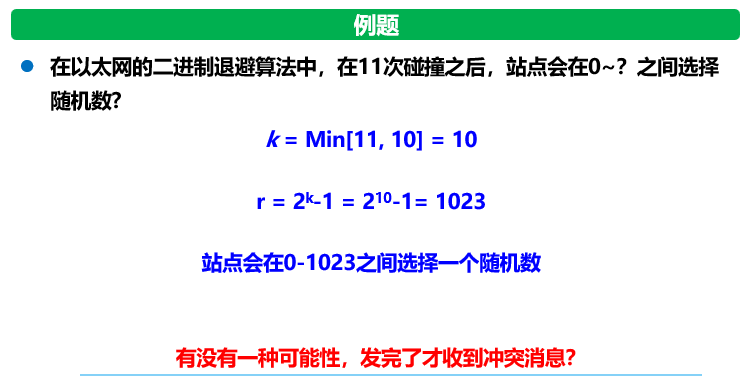 例题
在以太网的二进制退避算法中，在11次碰撞之后，站点会在0~？之间选择
随机数?
k = Min[11, 10] = 10
r = 2ᵏ-1 = 2¹⁰-1= 1023
站点会在0-1023之间选择一个随机数
有没有一种可能性，发完了才收到冲突消息?